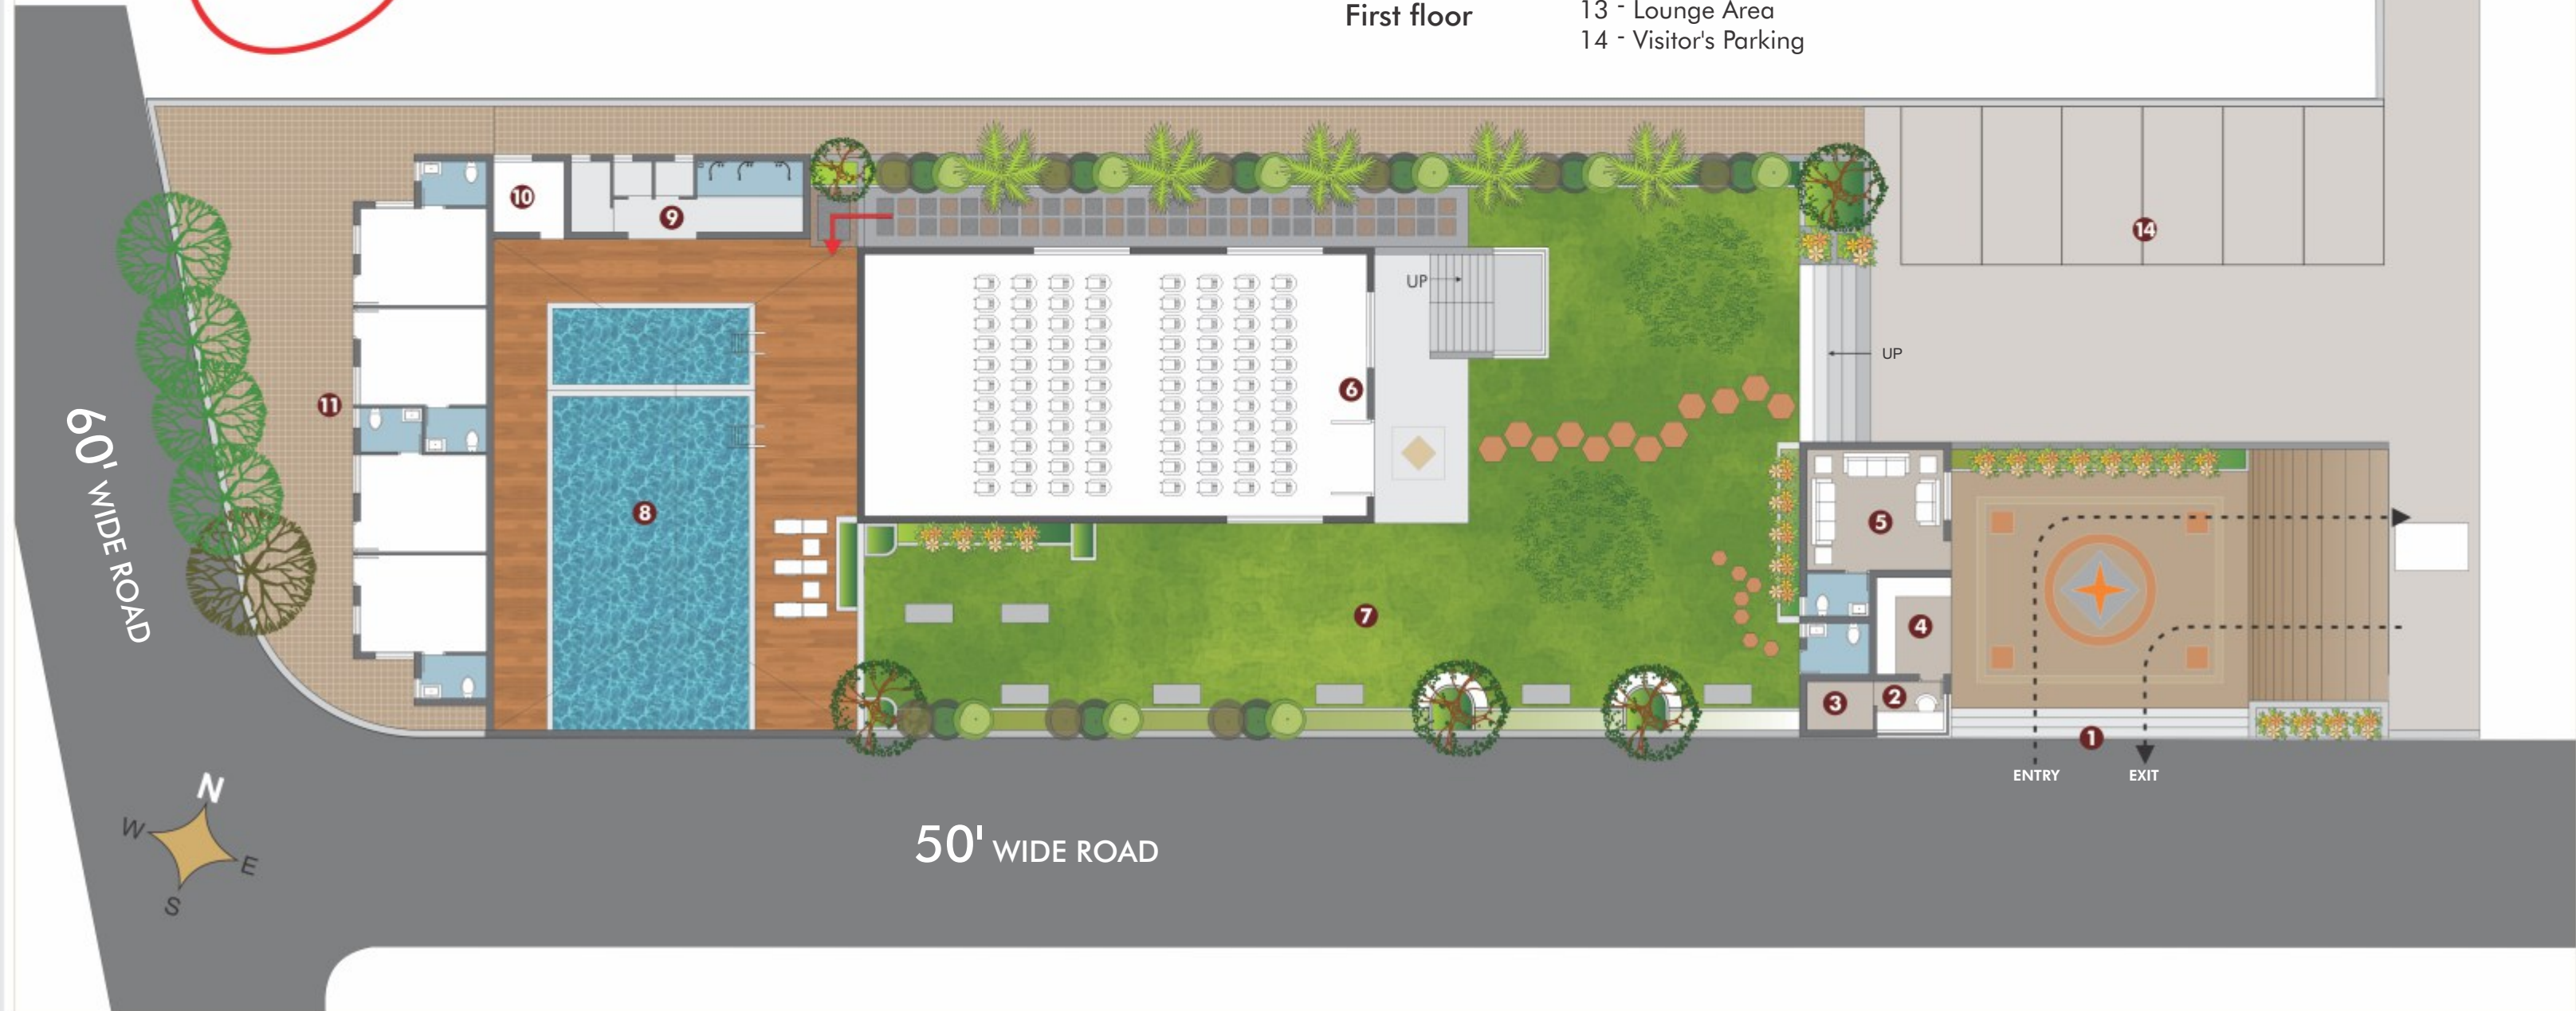 First floor
13 - Lounge Area
14 - Visitor's Parking
10
9
14
UP
UP
11
6
8
5
7
4
3
2
1
60' WIDE ROAD
ENTRY
EXIT
N
W
E
S
50' WIDE ROAD